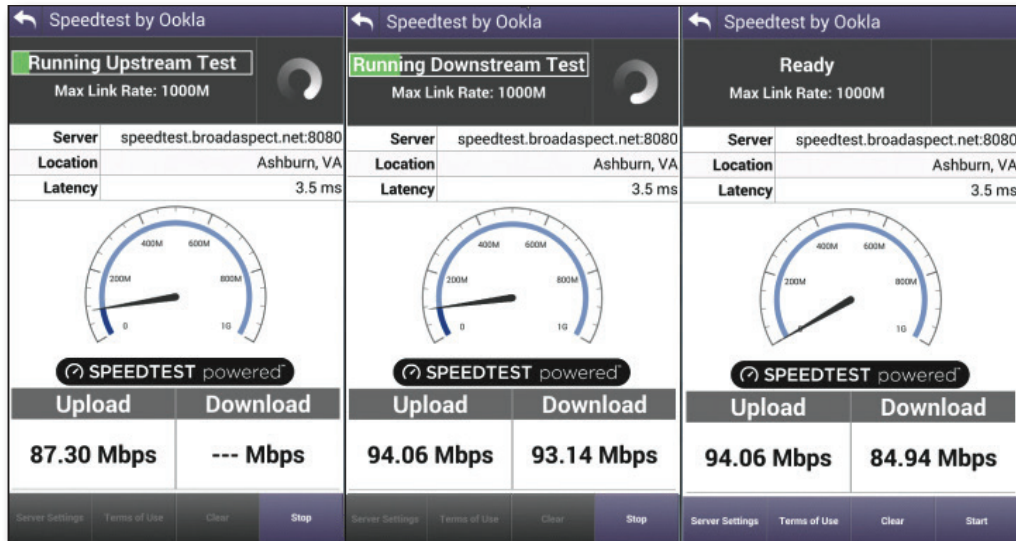 Speedtest by Ookla
Running Upstream Test
Max Link Rate: 1000M
Server speedtest.broadaspect.net:8080
Location Ashburn, VA
Latency 3.5 ms
400M 600M
200M 800M
0 1G
SPEEDTEST powered
Upload Download
87.30 Mbps --- Mbps
Server Settings Terms of Use Clear Stop
Speedtest by Ookla
Running Downstream Test
Max Link Rate: 1000M
Server speedtest.broadaspect.net:8080
Location Ashburn, VA
Latency 3.5 ms
400M 600M
200M 800M
0 1G
SPEEDTEST powered
Upload Download
94.06 Mbps 93.14 Mbps
Server Settings Terms of Use Clear Stop
Speedtest by Ookla
Ready
Max Link Rate: 1000M
Server speedtest.broadaspect.net:8080
Location Ashburn, VA
Latency 3.5 ms
400M 600M
200M 800M
0 1G
SPEEDTEST powered
Upload Download
94.06 Mbps 84.94 Mbps
Server Settings Terms of Use Clear Start